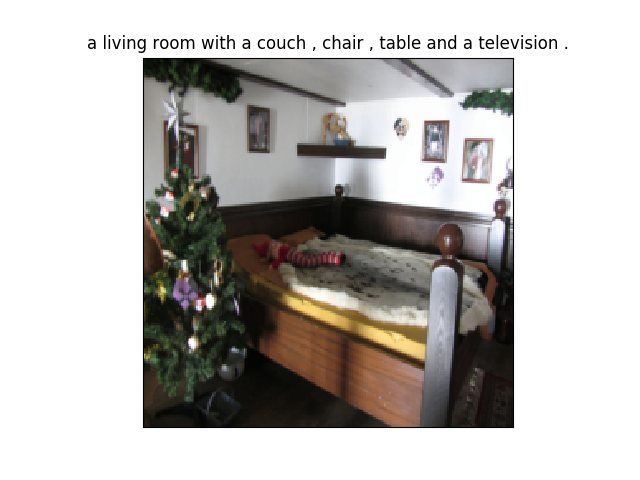 a living room with a couch , chair , table and a television .